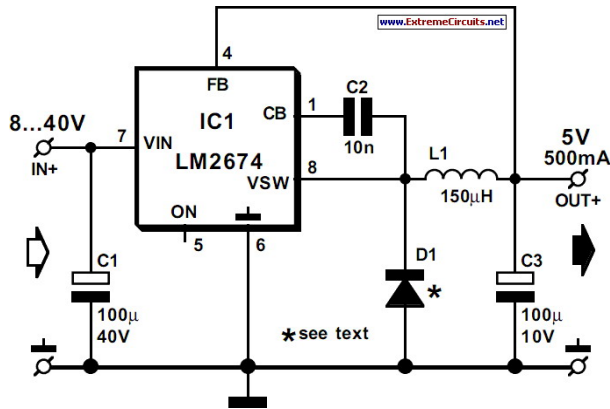 www.ExtremeCircuits.net
4
FB
C2
8...40V
7
VIN
IC1
CB
1
10n
5V
500mA
IN+
LM2674
VSW
8
L1
150µH
OUT+
ON
5
6
C1
D1
C3
*
100µ
40V
*see text
100µ
10V